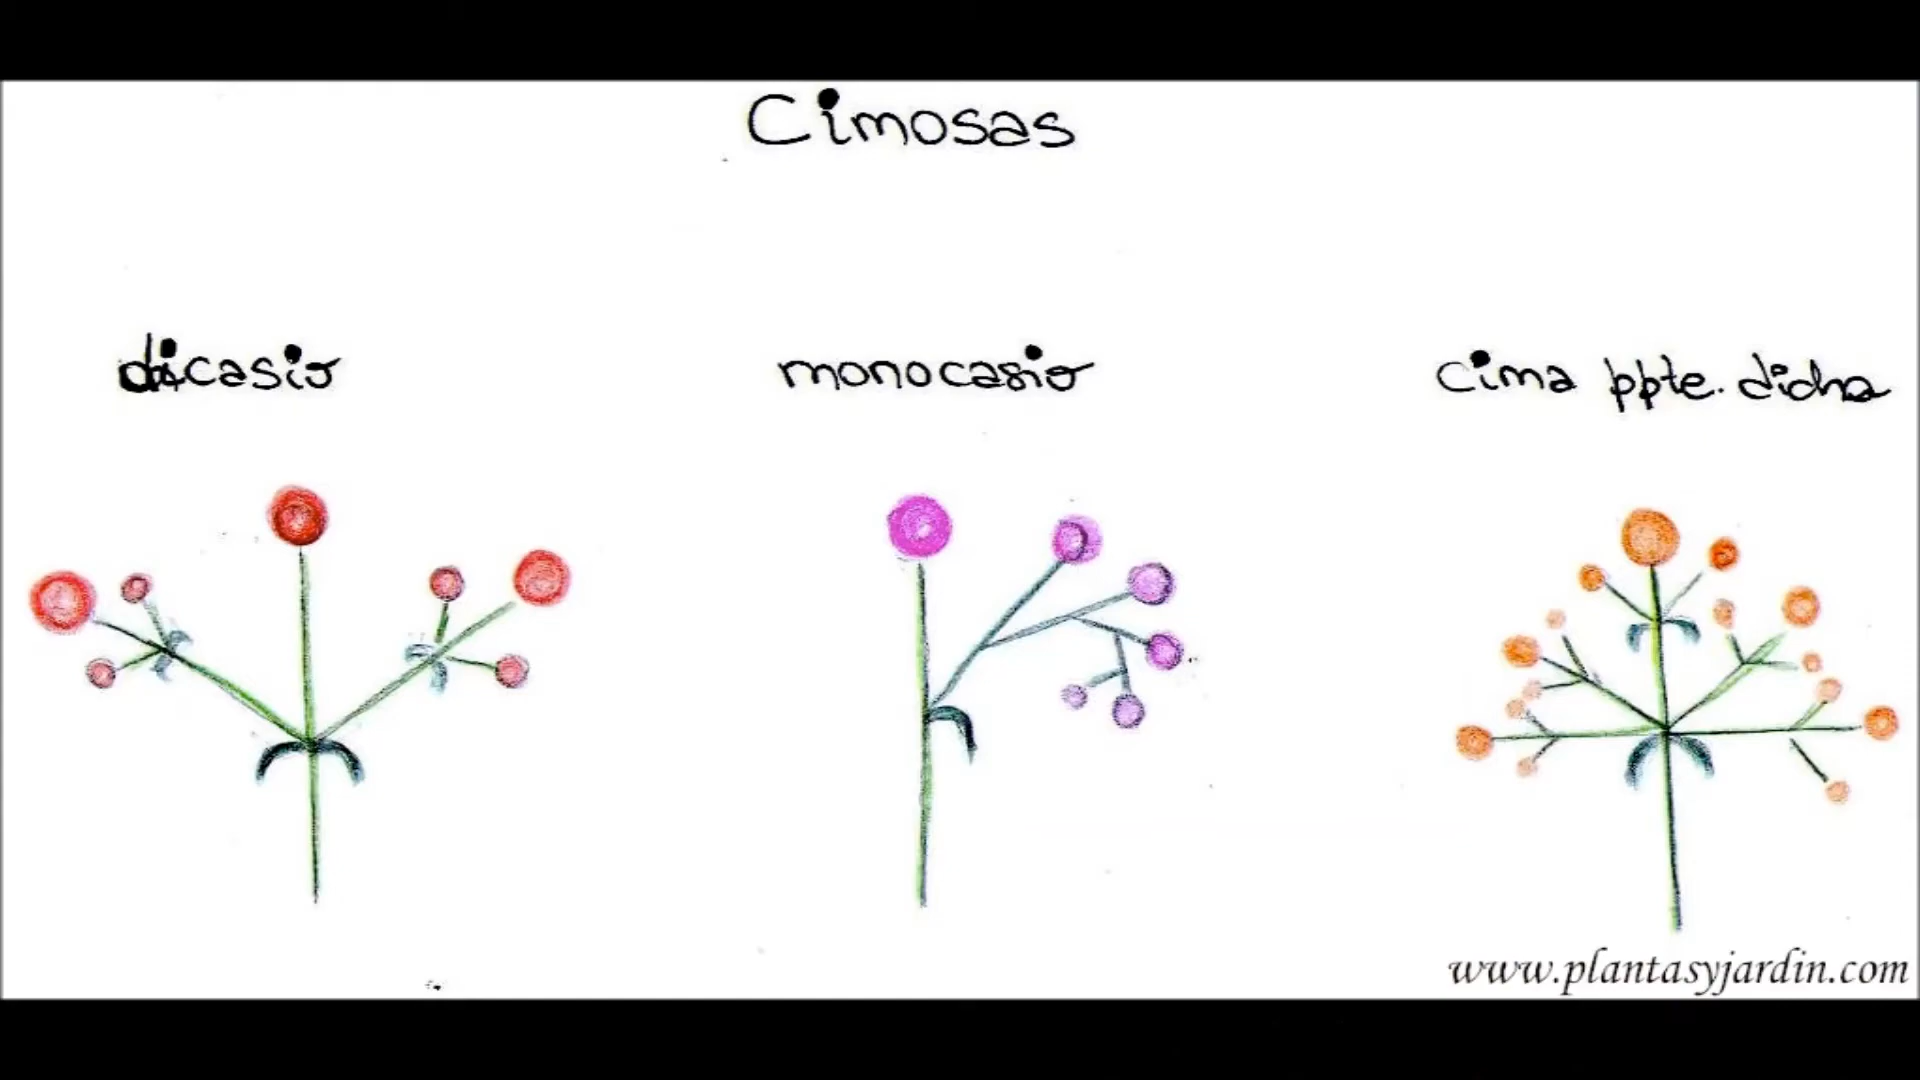 Cimosas
dicasio
monocasio
cima ppte. dicha
www.plantasyjardin.com